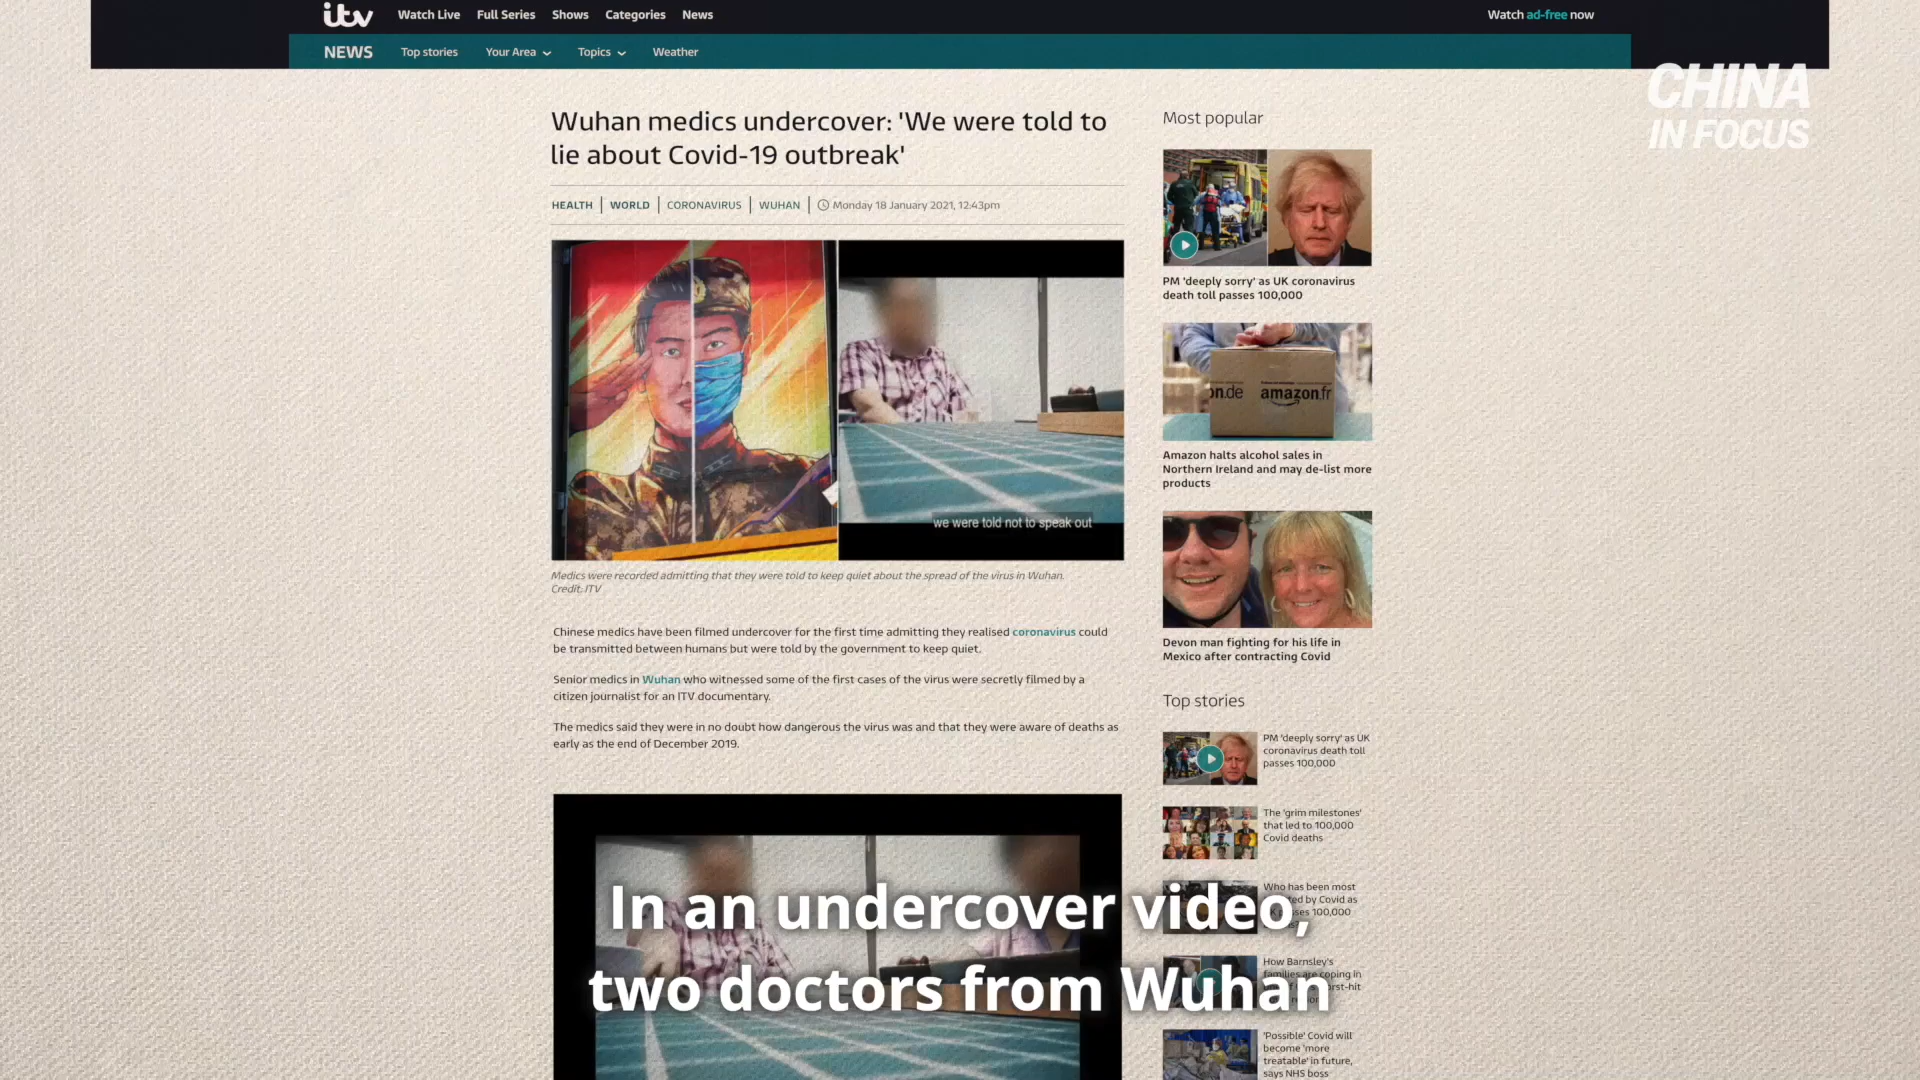 itv
Watch Live Full Series Shows Categories News
Watch ad-free now
NEWS Top stories Your Area Topics Weather
CHINA
IN FOCUS
Wuhan medics undercover: 'We were told to
lie about Covid-19 outbreak'
HEALTH WORLD CORONAVIRUS WUHAN Monday 18 January 2021, 12:43pm
we were told not to speak out
Medics were recorded admitting that they were told to keep quiet about the spread of the virus in Wuhan.
Credit: ITV
Chinese medics have been filmed undercover for the first time admitting they realised coronavirus could
be transmitted between humans but were told by the government to keep quiet.
Senior medics in Wuhan who witnessed some of the first cases of the virus were secretly filmed by a
citizen journalist for an ITV documentary.
The medics said they were in no doubt how dangerous the virus was and that they were aware of deaths as
early as the end of December 2019.
Most popular
PM 'deeply sorry' as UK coronavirus
death toll passes 100,000
on.de amazon.fr
Amazon halts alcohol sales in
Northern Ireland and may de-list more
products
Devon man fighting for his life in
Mexico after contracting Covid
Top stories
PM 'deeply sorry' as UK
coronavirus death toll
passes 100,000
The 'grim milestones'
that led to 100,000
Covid deaths
Who has been most
by Covid as
100,000
How Barnsley's
families are coping in
'Possible' Covid will
become 'more
treatable' in future,
says NHS boss
In an undercover video,
two doctors from Wuhan